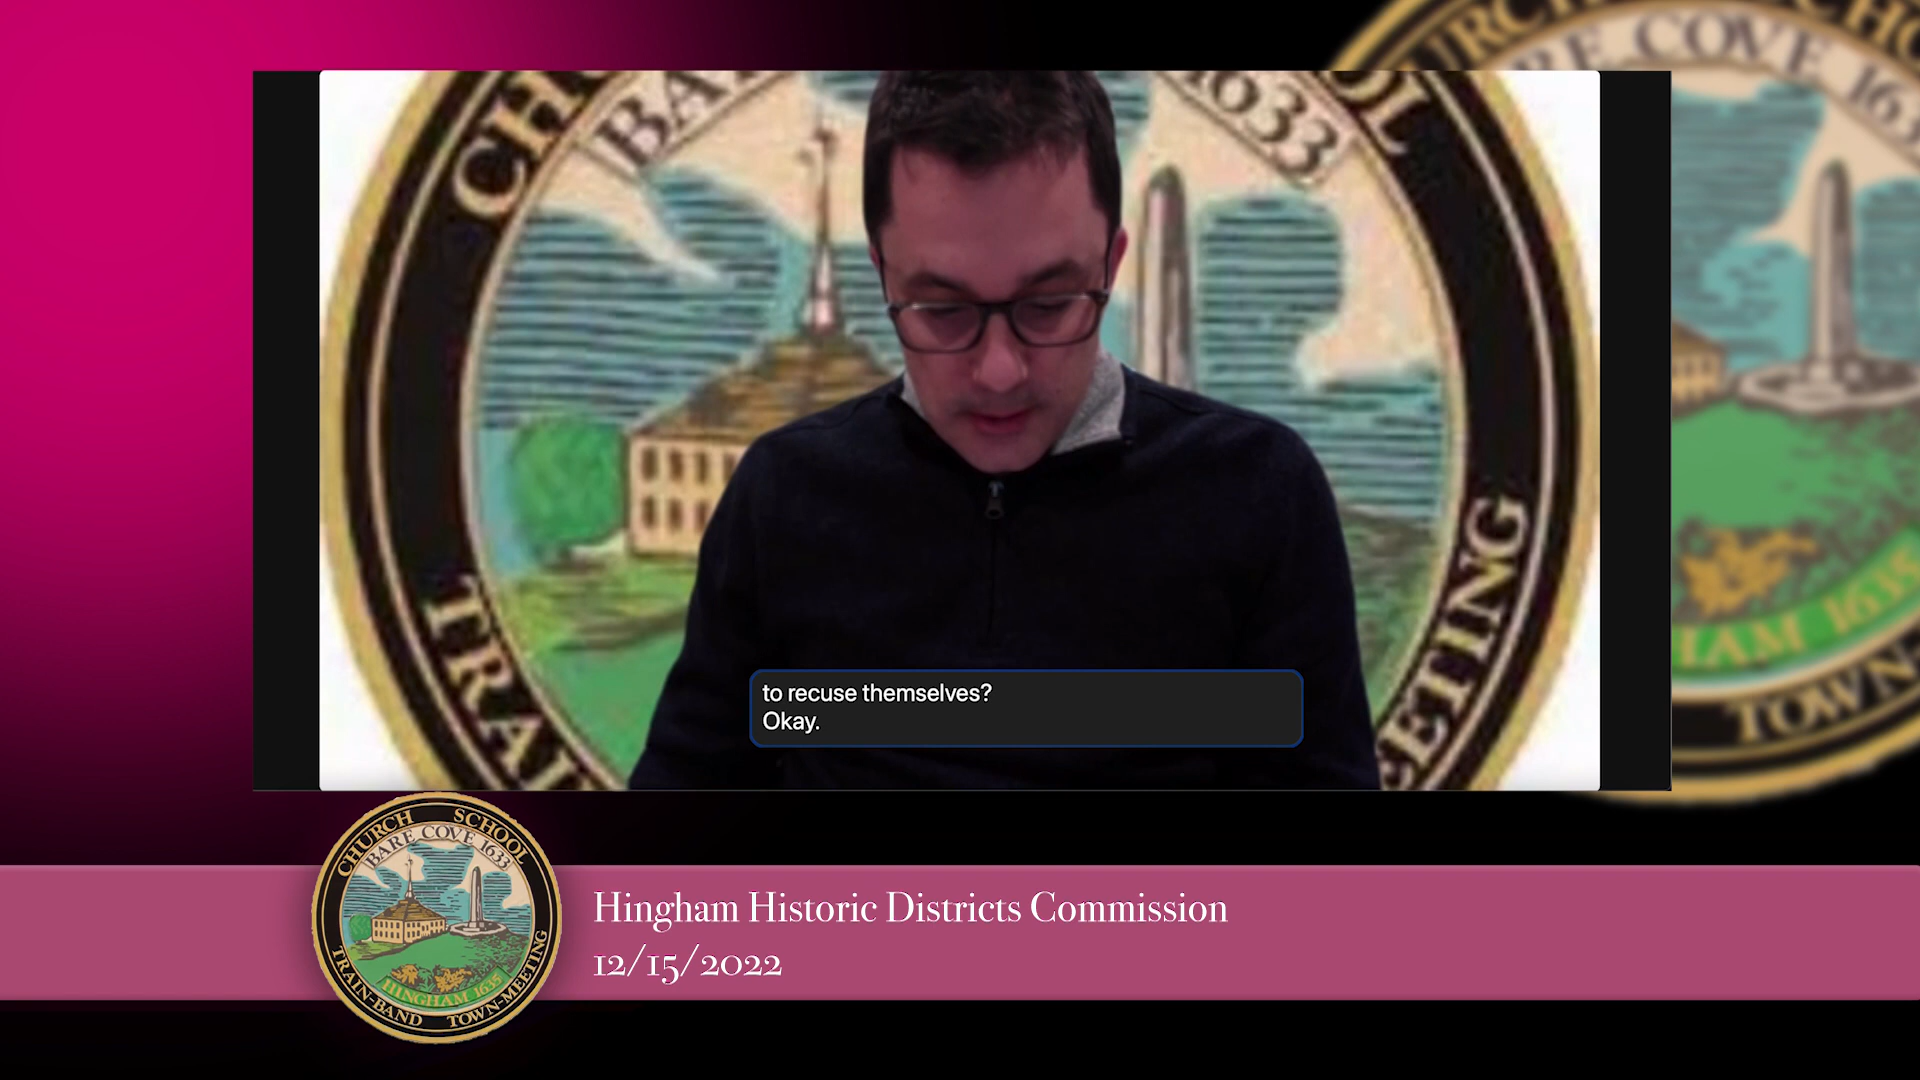 CHURCH SCHOOL
BARE COVE 1633
TRAIN-BAND TOWN-MEETING
HINGHAM 1635
to recuse themselves?
Okay.
Hingham Historic Districts Commission
12/15/2022